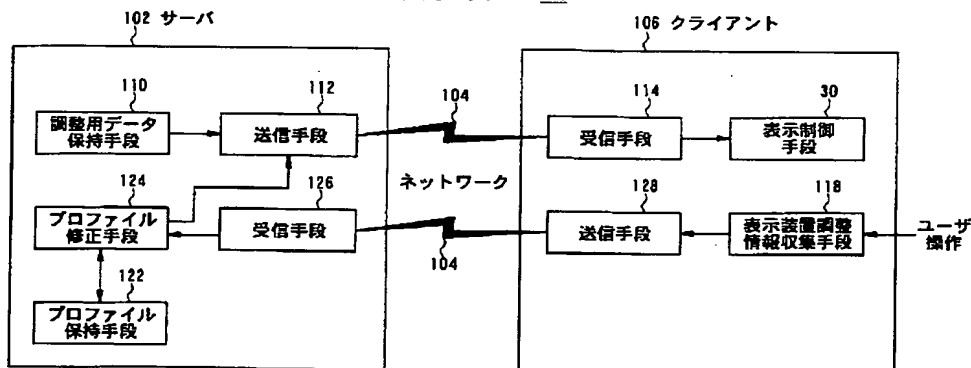 102 サーバ
106 クライアント
110
調整用データ
保持手段
112
送信手段
104
114
受信手段
30
表示制御
手段
124
プロファイル
修正手段
126
受信手段
ネットワーク
104
128
送信手段
118
表示装置調整
情報収集手段
ユーザ
操作
122
プロファイル
保持手段